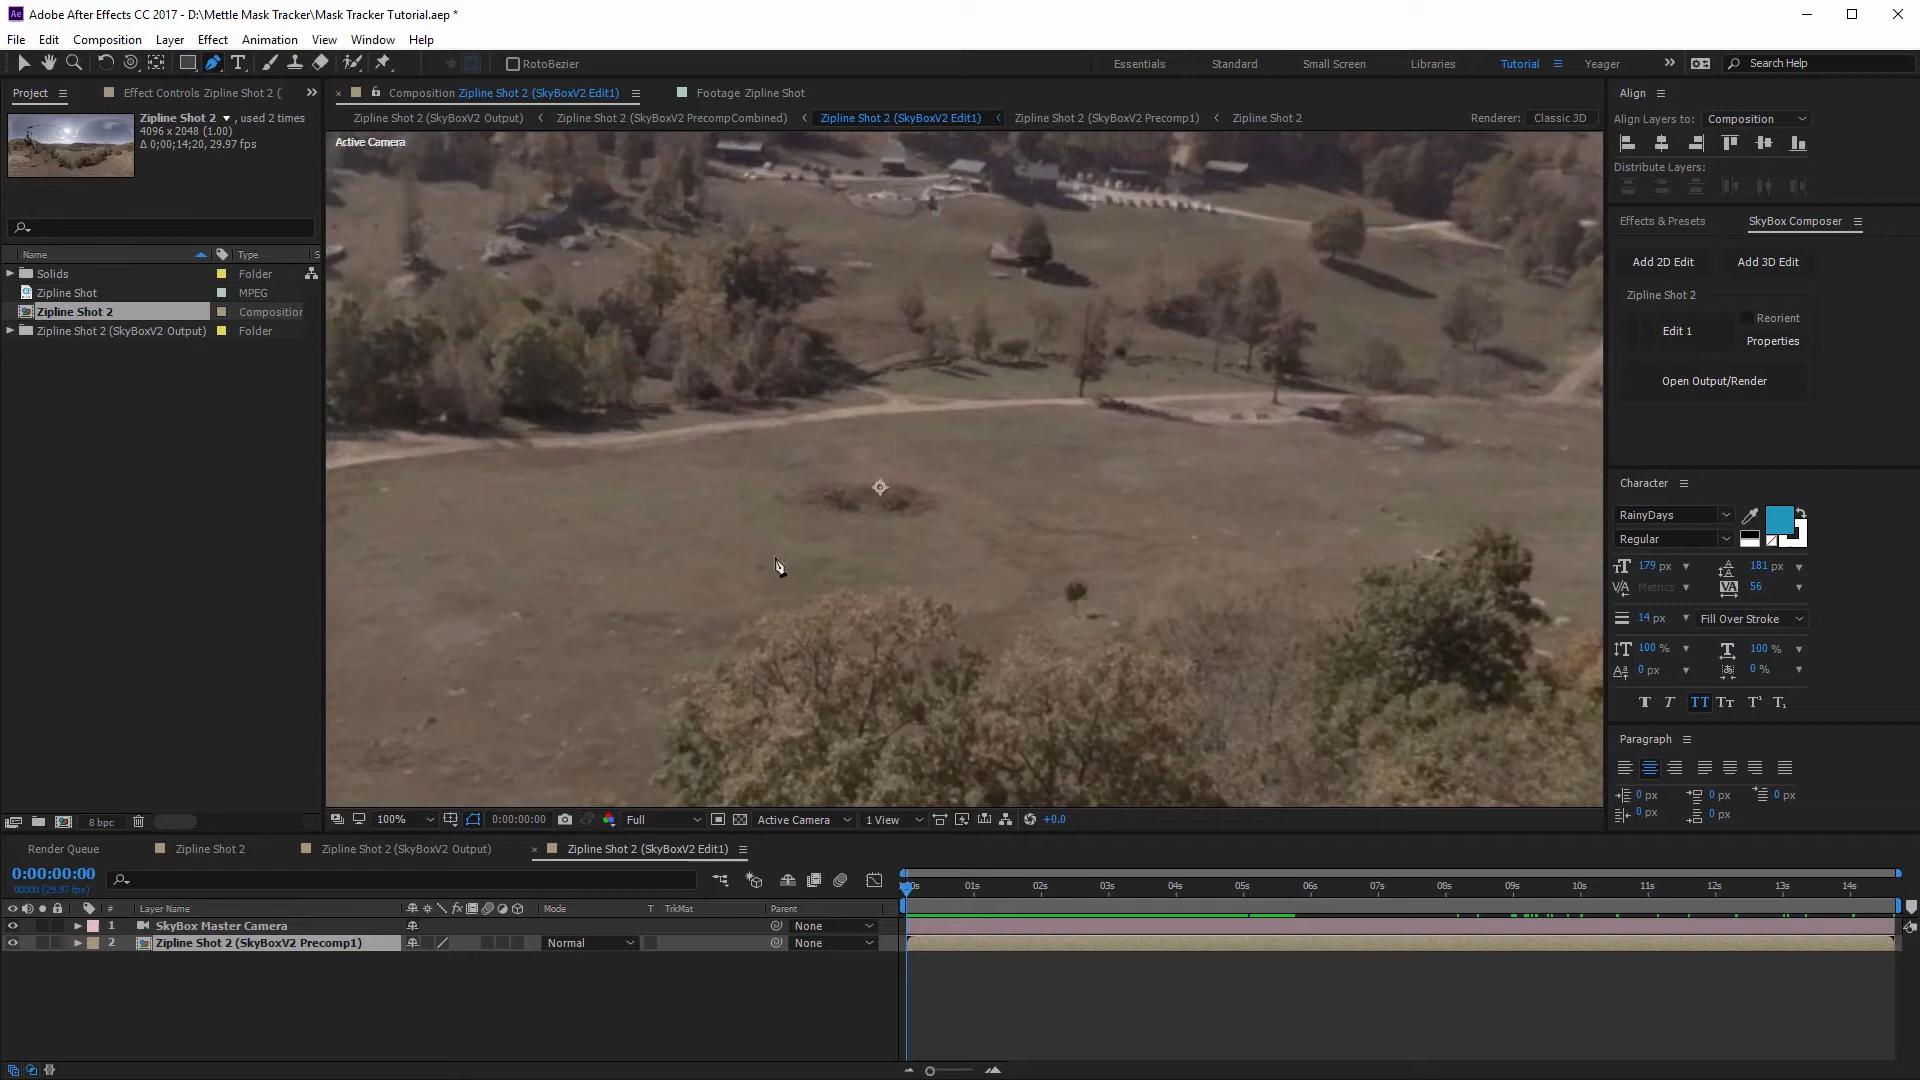 Adobe After Effects CC 2017 - D:\Mettle Mask Tracker\Mask Tracker Tutorial.aep *
File Edit Composition Layer Effect Animation View Window Help
RotoBezier
Essentials Standard Small Screen Libraries Tutorial Yeager
Search Help
Project
Effect Controls Zipline Shot 2 (
Zipline Shot 2 , used 2 times
4096 x 2048 (1.00)
Δ 0;00;14;20, 29.97 fps
Name Type S
Solids Folder
Zipline Shot MPEG
Zipline Shot 2 Composition
Zipline Shot 2 (SkyBoxV2 Output) Folder
8 bpc
Composition Zipline Shot 2 (SkyBoxV2 Edit1)
Footage Zipline Shot
Zipline Shot 2 (SkyBoxV2 Output) Zipline Shot 2 (SkyBoxV2 PrecompCombined) Zipline Shot 2 (SkyBoxV2 Edit1) Zipline Shot 2 (SkyBoxV2 Precomp1) Zipline Shot 2
Renderer: Classic 3D
Active Camera
100% 0:00:00:00 Full Active Camera 1 View +0.0
Align
Align Layers to: Composition
Distribute Layers:
Effects & Presets SkyBox Composer
Add 2D Edit Add 3D Edit
Zipline Shot 2
Edit 1 Reorient
Properties
Open Output/Render
Character
RainyDays
Regular
179 px 181 px
Metrics 56
14 px Fill Over Stroke
100 % 100 %
0 px 0 %
T T TT Tt T¹ T₁
Paragraph
0 px 0 px 0 px
0 px 0 px
Render Queue Zipline Shot 2 Zipline Shot 2 (SkyBoxV2 Output) Zipline Shot 2 (SkyBoxV2 Edit1)
0:00:00:00
00000 (29.97 fps)
# Layer Name fx Mode T TrkMat Parent
1 SkyBox Master Camera None
2 Zipline Shot 2 (SkyBoxV2 Precomp1) Normal None
01s 02s 03s 04s 05s 06s 07s 08s 09s 10s 11s 12s 13s 14s